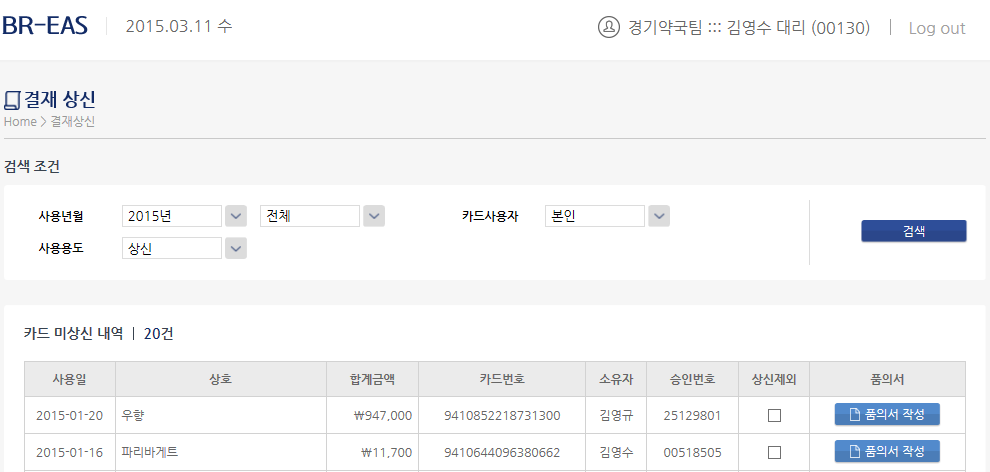 BR-EAS 2015.03.11 수 경기약국팀 ::: 김영수 대리 (00130) Log out
결재 상신
Home > 결재상신
검색 조건
사용년월 2015년 전체 카드사용자 본인
검색
사용용도 상신
카드 미상신 내역 | 20건
사용일 상호 합계금액 카드번호 소유자 승인번호 상신제외 품의서
2015-01-20 우향 ₩947,000 9410852218731300 김영규 25129801 품의서 작성
2015-01-16 파리바게트 ₩11,700 9410644096380662 김영수 00518505 품의서 작성